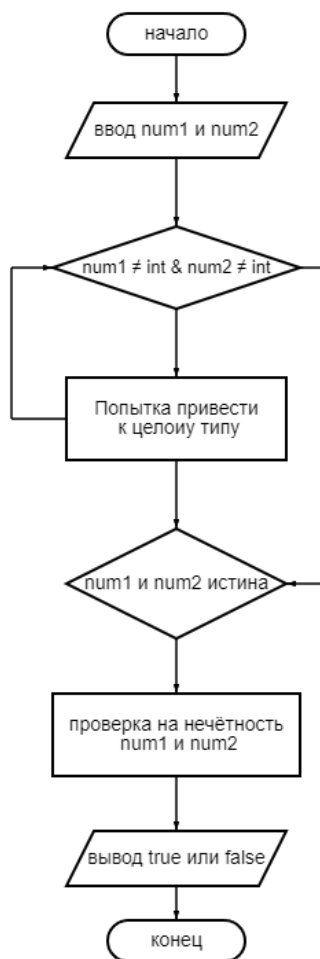 начало
ввод num1 и num2
num1 ≠ int & num2 ≠ int
Попытка привести
к целоиу типу
num1 и num2 истина
проверка на нечётность
num1 и num2
вывод true или false
конец